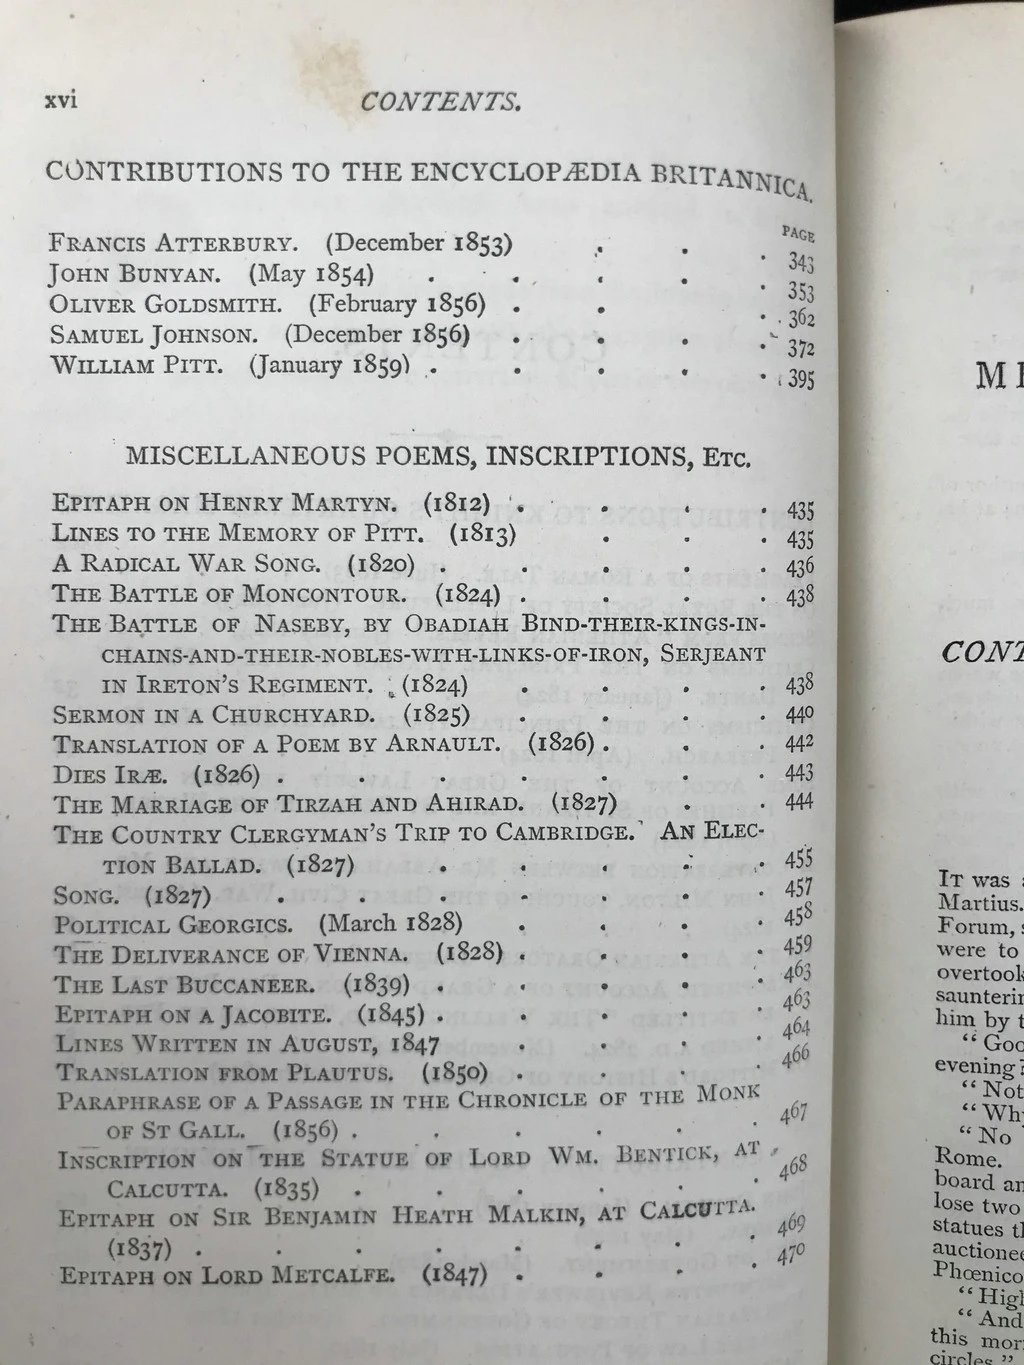 xvi CONTENTS.
CONTRIBUTIONS TO THE ENCYCLOPÆDIA BRITANNICA.
PAGE
FRANCIS ATTERBURY. (December 1853) . . . 343
JOHN BUNYAN. (May 1854) . . . . . 353
OLIVER GOLDSMITH. (February 1856) . . . 362
SAMUEL JOHNSON. (December 1856) . . . . 372
WILLIAM PITT. (January 1859) . . . . . 395
MISCELLANEOUS POEMS, INSCRIPTIONS, ETC.
EPITAPH ON HENRY MARTYN. (1812) . . . . 435
LINES TO THE MEMORY OF PITT. (1813) . . . 435
A RADICAL WAR SONG. (1820) . . . . . 436
THE BATTLE OF MONCONTOUR. (1824) . . . . 438
THE BATTLE OF NASEBY, BY OBADIAH BIND-THEIR-KINGS-IN-
CHAINS-AND-THEIR-NOBLES-WITH-LINKS-OF-IRON, SERJEANT
IN IRETON'S REGIMENT. (1824) . . . . 438
SERMON IN A CHURCHYARD. (1825) . . . . 440
TRANSLATION OF A POEM BY ARNAULT. (1826) . . . 442
DIES IRÆ. (1826) . . . . . . . 443
THE MARRIAGE OF TIRZAH AND AHIRAD. (1827) . . 444
THE COUNTRY CLERGYMAN'S TRIP TO CAMBRIDGE. AN ELEC-
TION BALLAD. (1827) . . . . . 455
SONG. (1827) . . . . . . . 457
POLITICAL GEORGICS. (March 1828) . . . . 458
THE DELIVERANCE OF VIENNA. (1828) . . . . 459
THE LAST BUCCANEER. (1839) . . . . . 463
EPITAPH ON A JACOBITE. (1845) . . . . . 463
LINES WRITTEN IN AUGUST, 1847 . . . . 464
TRANSLATION FROM PLAUTUS. (1850) . . . . 466
PARAPHRASE OF A PASSAGE IN THE CHRONICLE OF THE MONK
OF ST GALL. (1856) . . . . . . 467
INSCRIPTION ON THE STATUE OF LORD WM. BENTICK, AT
CALCUTTA. (1835) . . . . . . 468
EPITAPH ON SIR BENJAMIN HEATH MALKIN, AT CALCUTTA.
(1837) . . . . . . . 469
EPITAPH ON LORD METCALFE. (1847) . . . . 470
IT was
Martius.
Forum,
were to
overtook
him by t
"Goo
evening?
"Not
"Why
"No
Rome.
board an
lose two
statues th
"High
"And
this mor
circles."